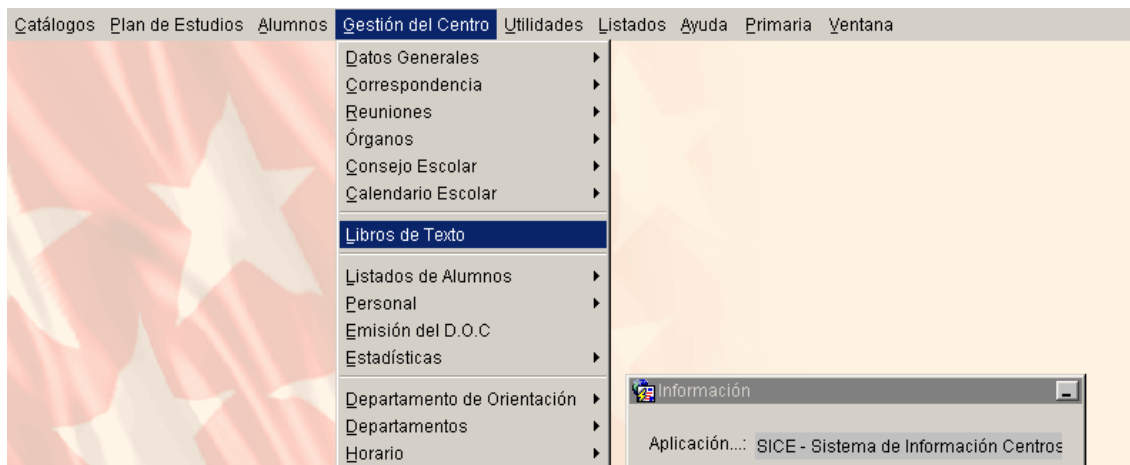 Catálogos Plan de Estudios Alumnos Gestión del Centro Utilidades Listados Ayuda Primaria Ventana
Datos Generales
Correspondencia
Reuniones
Órganos
Consejo Escolar
Calendario Escolar
Libros de Texto
Listados de Alumnos
Personal
Emisión del D.O.C
Estadísticas
Departamento de Orientación
Departamentos
Horario
Información
Aplicación...: SICE - Sistema de Información Centros